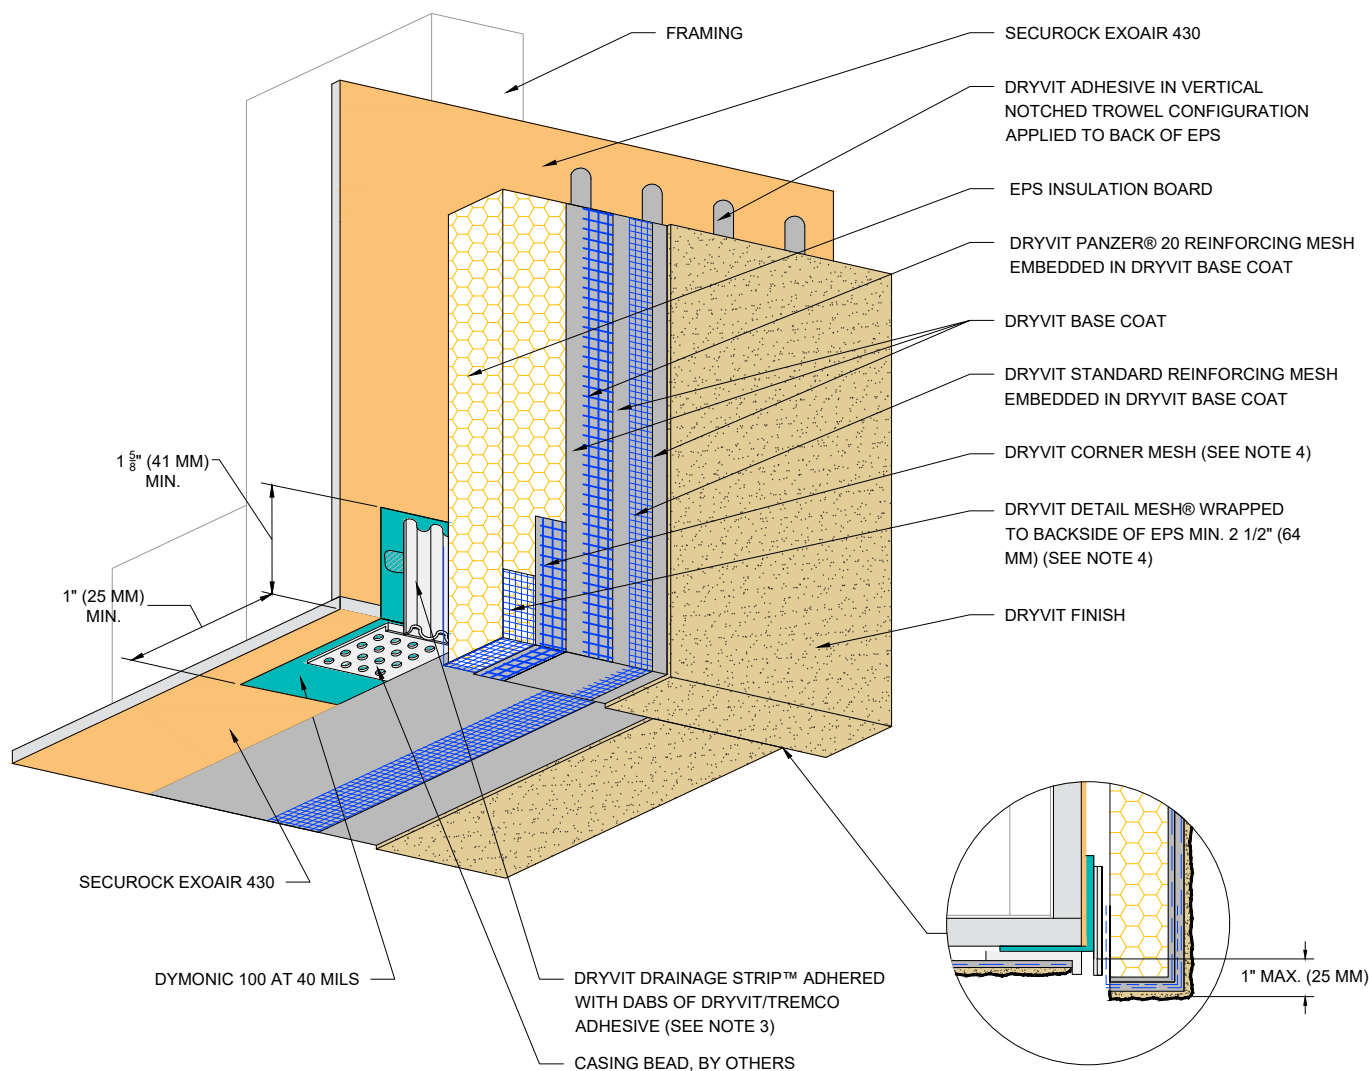 FRAMING
SECUROCK EXOAIR 430
DRYVIT ADHESIVE IN VERTICAL
NOTCHED TROWEL CONFIGURATION
APPLIED TO BACK OF EPS
EPS INSULATION BOARD
DRYVIT PANZER® 20 REINFORCING MESH
EMBEDDED IN DRYVIT BASE COAT
DRYVIT BASE COAT
DRYVIT STANDARD REINFORCING MESH
EMBEDDED IN DRYVIT BASE COAT
DRYVIT CORNER MESH (SEE NOTE 4)
DRYVIT DETAIL MESH® WRAPPED
TO BACKSIDE OF EPS MIN. 2 1/2" (64
MM) (SEE NOTE 4)
DRYVIT FINISH
1 5/8" (41 MM)
MIN.
1" (25 MM)
MIN.
SECUROCK EXOAIR 430
DYMONIC 100 AT 40 MILS
DRYVIT DRAINAGE STRIP™ ADHERED
WITH DABS OF DRYVIT/TREMCO
ADHESIVE (SEE NOTE 3)
CASING BEAD, BY OTHERS
1" MAX. (25 MM)